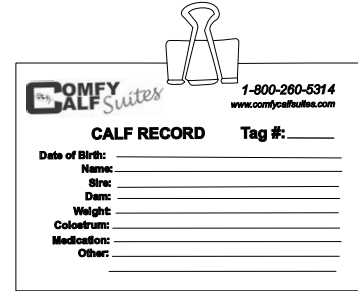 COMFY
CALF Suites
1-800-260-5314
www.comfycalfsuites.com
CALF RECORD Tag #:
Date of Birth:
Name:
Sire:
Dam:
Weight:
Colostrum:
Medication:
Other: